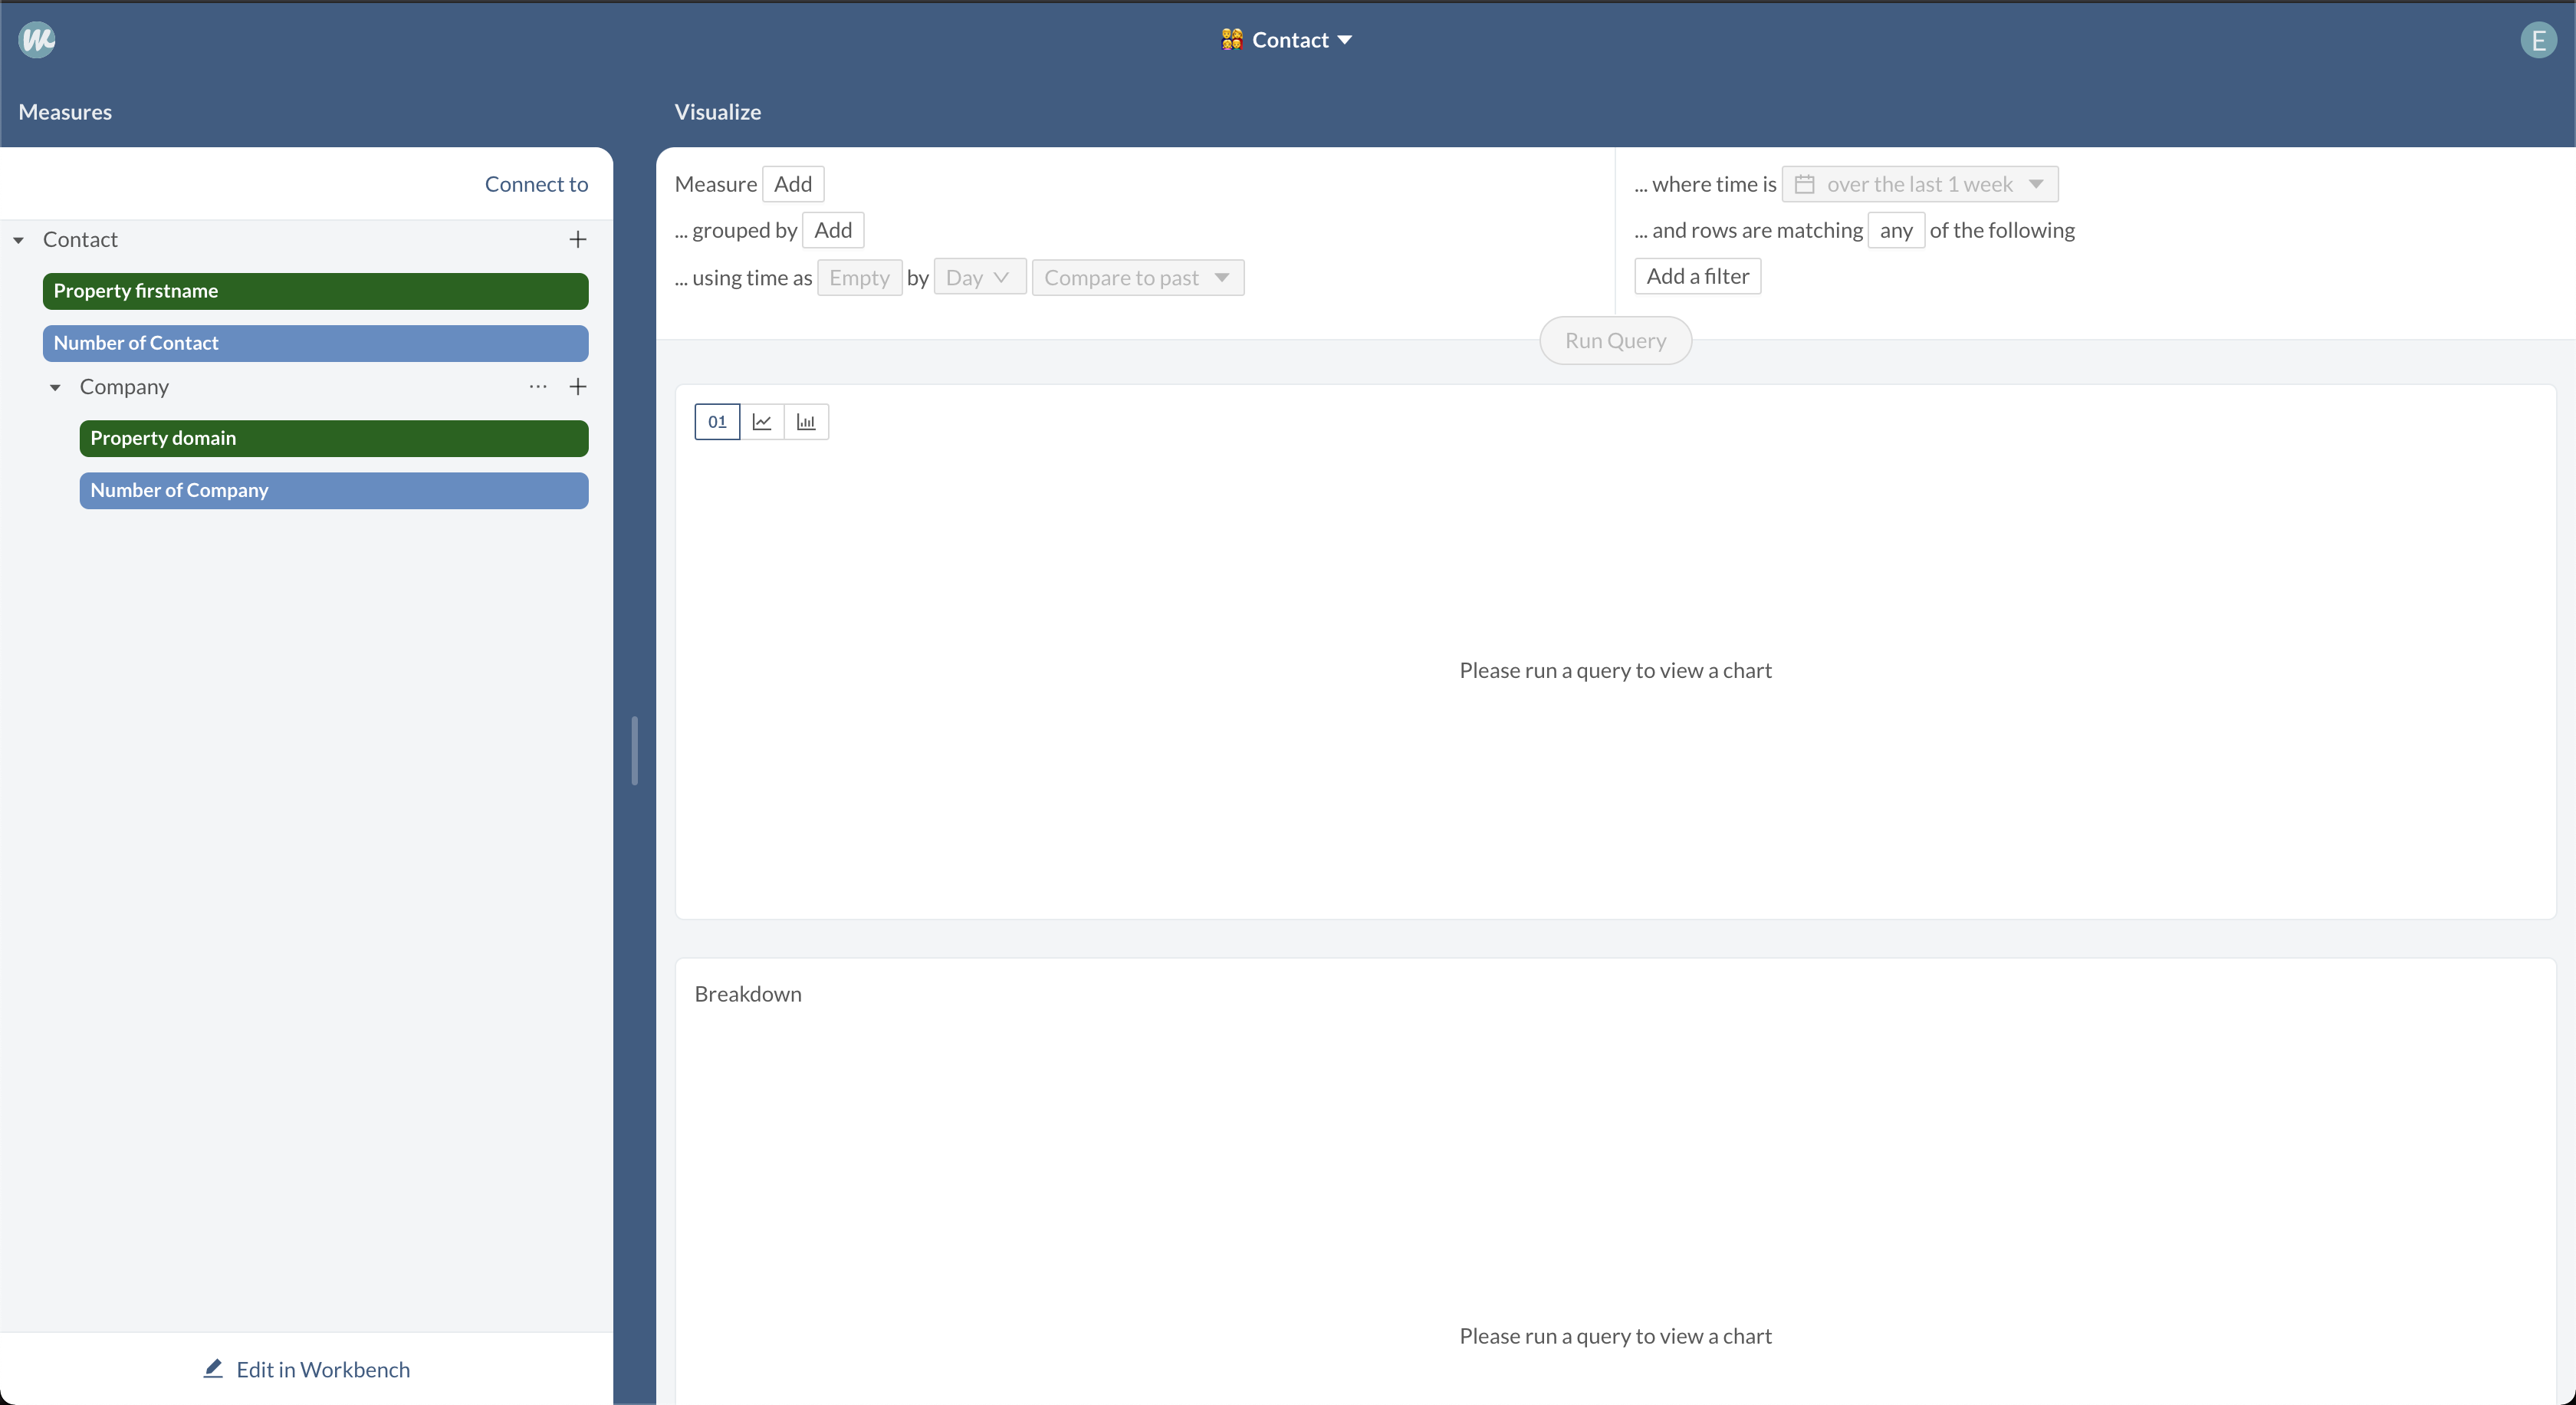 Contact
E
Measures
Visualize
Connect to
Contact
Property firstname
Number of Contact
Company
Property domain
Number of Company
Edit in Workbench
Measure Add
... grouped by Add
... using time as Empty by Day Compare to past
... where time is over the last 1 week
... and rows are matching any of the following
Add a filter
Run Query
01
Please run a query to view a chart
Breakdown
Please run a query to view a chart